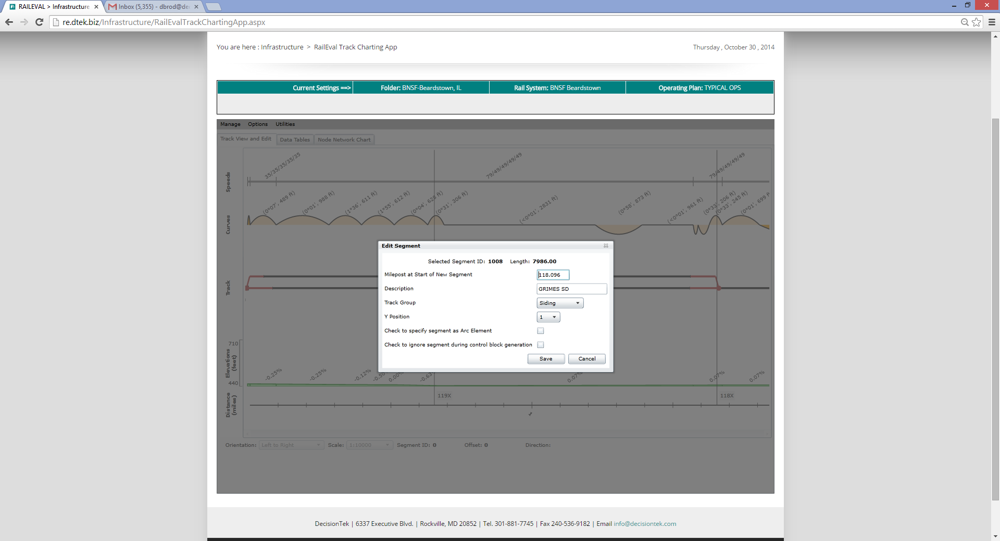 RAILEVAL > Infrastructure
Inbox (5,355) - dbrod@de
re.dtek.biz/Infrastructure/RailEvalTrackChartingApp.aspx
You are here : Infrastructure > RailEval Track Charting App
Thursday , October 30 , 2014
Current Settings ==> Folder: BNSF-Beardstown, IL Rail System: BNSF Beardstown Operating Plan: TYPICAL OPS
Manage Options Utilities
Track View and Edit Data Tables Node Network Chart
Speeds
35/35/35/35/35
79/49/49/49/49
79/49/49/49/49
Curves
(0°07', 489 ft)
(0°01', 988 ft)
(1°36', 611 ft)
(1°55', 612 ft)
(0°04', 628 ft)
(0°31', 306 ft)
(<0°01', 2831 ft)
(0°58', 873 ft)
(<0°01', 961 ft)
(0°33', 206 ft)
(0°33', 245 ft)
(0°01', 699 f
Track
Edit Segment
Selected Segment ID: 1008 Length: 7986.00
Milepost at Start of New Segment 118.096
Description GRIMES SD
Track Group Siding
Y Position 1
Check to specify segment as Arc Element
Check to ignore segment during control block generation
Save Cancel
Elevations
(feet)
710
440
-0.25%
-0.25%
-0.12%
-0.50
0.00%
-0.63
0.07%
0.07%
0.07%
Distance
(miles)
119X
118X
1
Orientation: Left to Right Scale: 1:10000 Segment ID: 0 Offset: 0 Direction:
DecisionTek | 6337 Executive Blvd. | Rockville, MD 20852 | Tel. 301-881-7745 | Fax 240-536-9182 | Email info@decisiontek.com